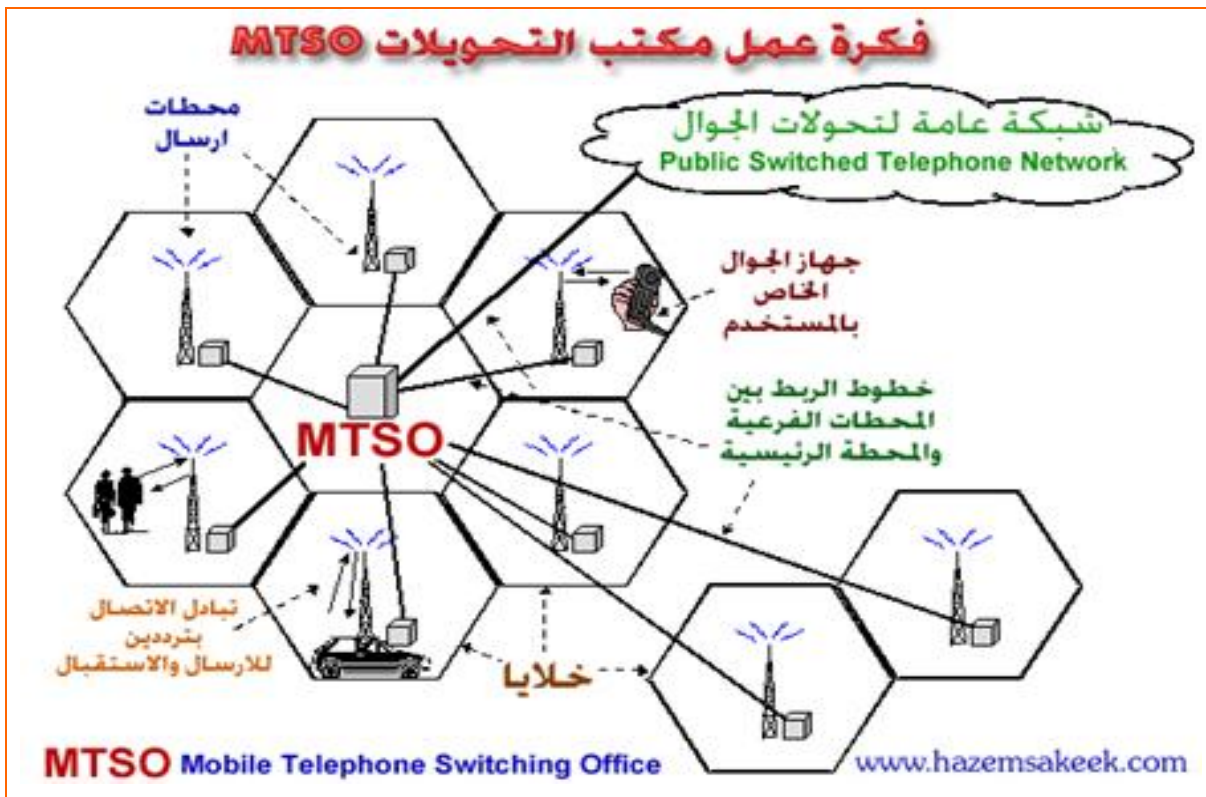 فكرة عمل مكتب التحويلات MTSO
محطات
ارسال
شبكة عامة لتحولات الجوال
Public Switched Telephone Network
جهاز الجوال
الخاص
بالمستخدم
خطوط الربط بين
المحطات الفرعية
والمحطة الرئيسية
MTSO
تبادل الاتصال
بترددين
للارسال والاستقبال
خلايا
MTSO Mobile Telephone Switching Office
www.hazemsakeek.com